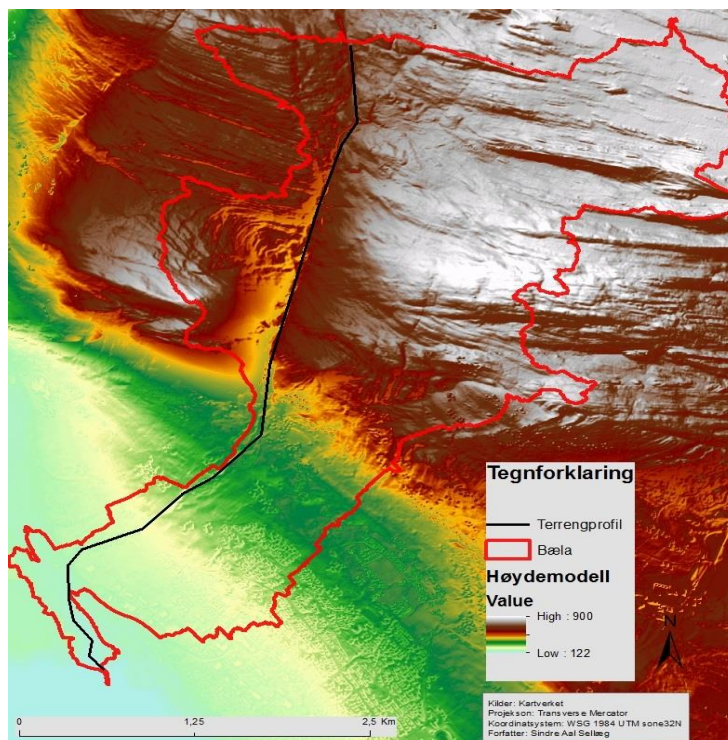 Tegnforklaring
Terrengprofil
Bæla
Høydemodell
Value
High : 900
Low : 122
N
0 1,25 2,5 Km
Kilder: Kartverket
Projekson: Transverse Mercator
Koordinatsystem: WSG 1984 UTM sone32N
Forfatter: Sindre Aal Sellæg